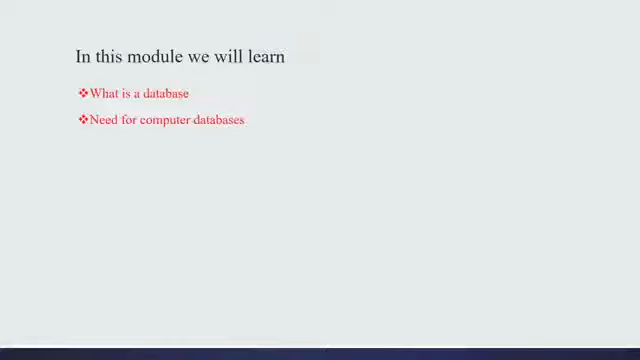 In this module we will learn
❖What is a database
❖Need for computer databases